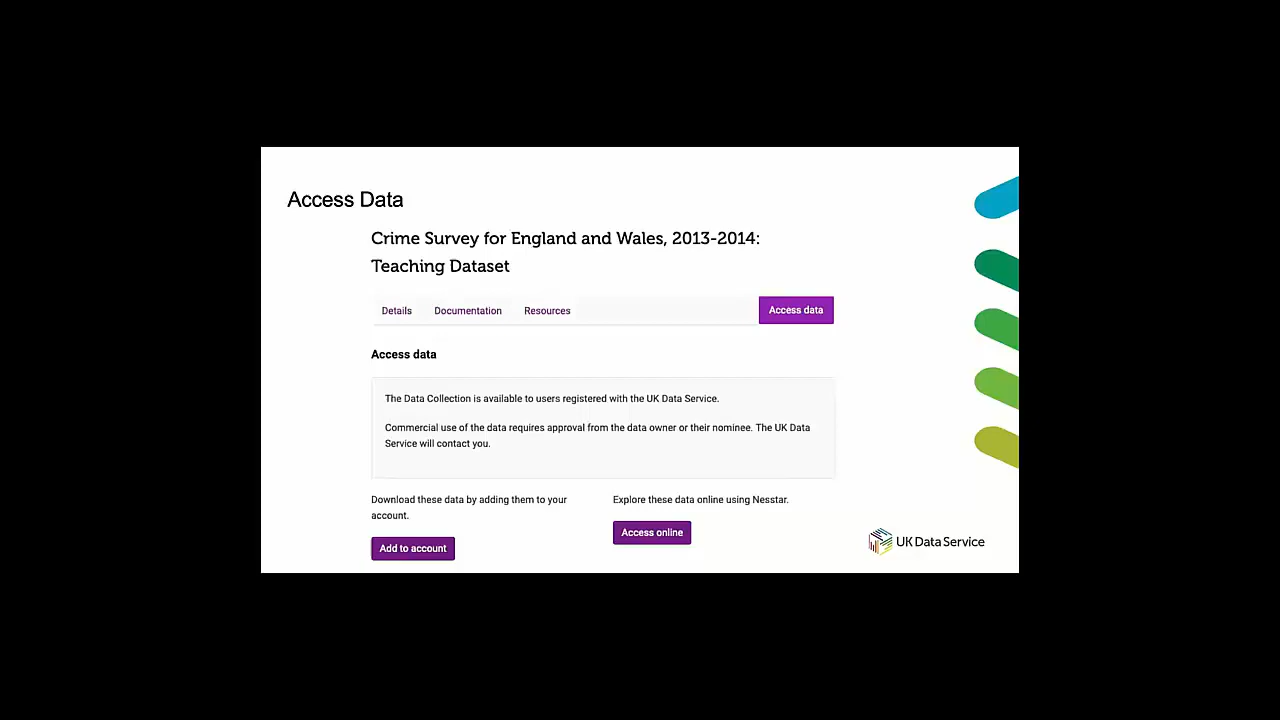 Access Data
Crime Survey for England and Wales, 2013-2014:
Teaching Dataset
Details Documentation Resources Access data
Access data
The Data Collection is available to users registered with the UK Data Service.
Commercial use of the data requires approval from the data owner or their nominee. The UK Data
Service will contact you.
Download these data by adding them to your
account.
Add to account
Explore these data online using Nesstar.
Access online
UK Data Service